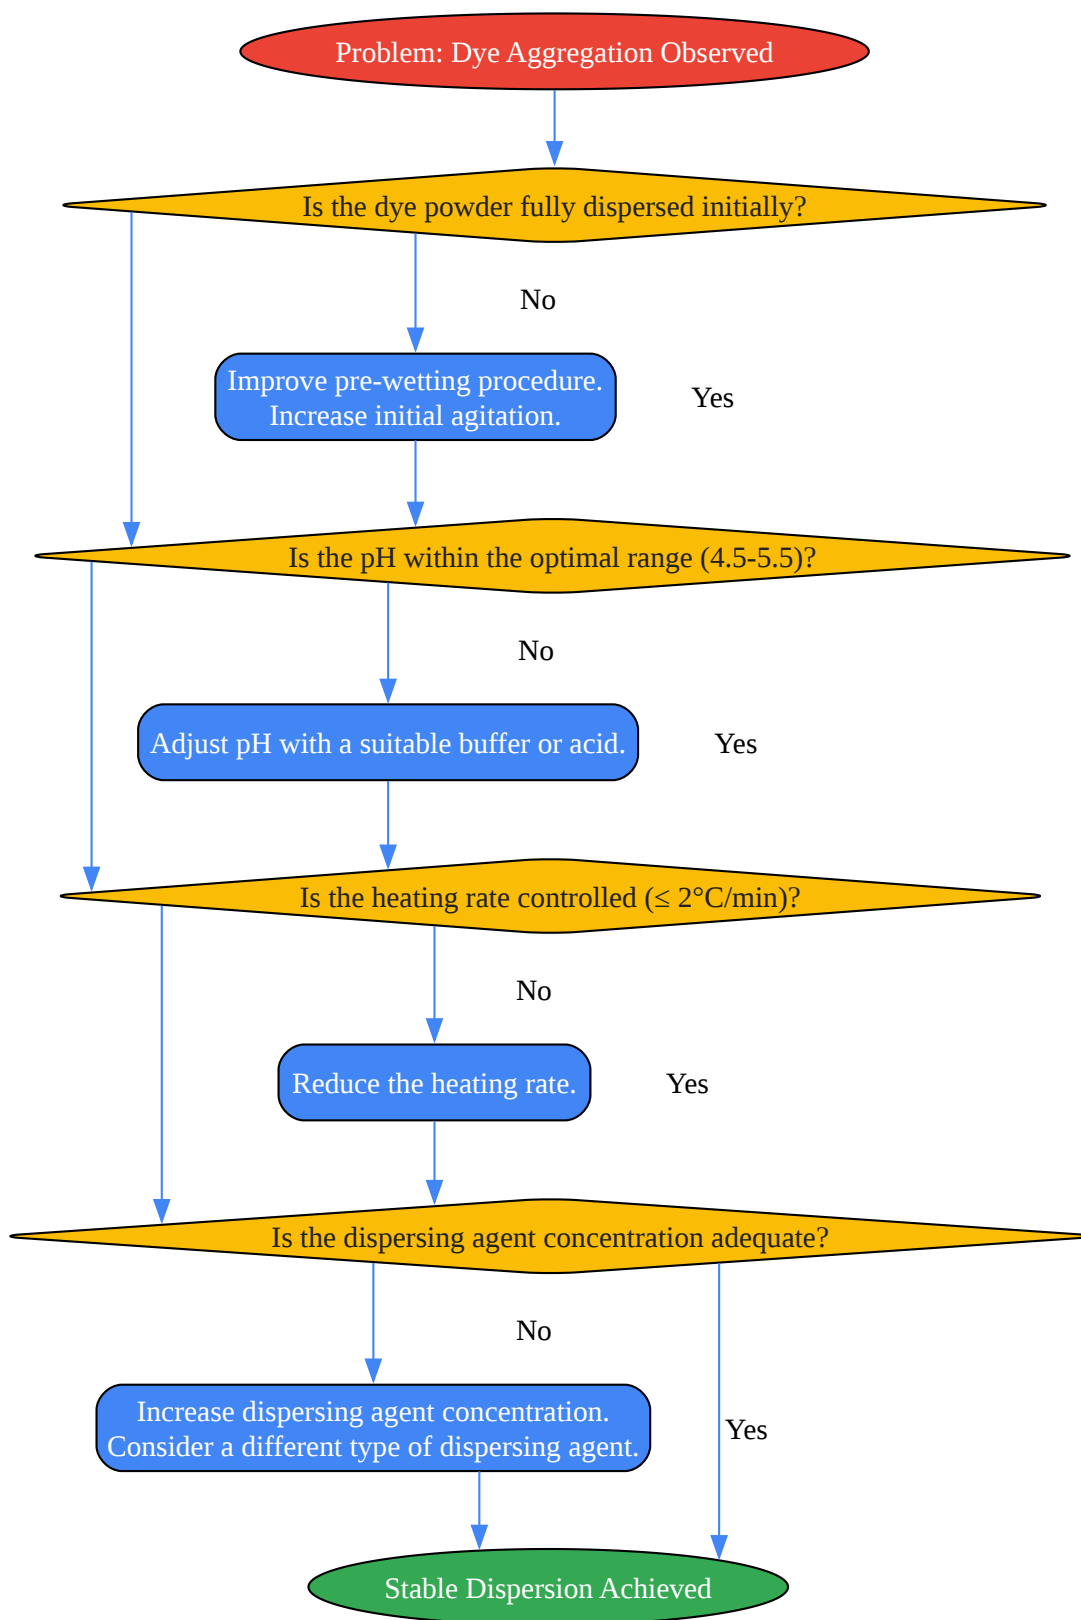 Problem: Dye Aggregation Observed
Is the dye powder fully dispersed initially?
No
Improve pre-wetting procedure.
Increase initial agitation.
Yes
Is the pH within the optimal range (4.5-5.5)?
No
Adjust pH with a suitable buffer or acid.
Yes
Is the heating rate controlled (≤ 2°C/min)?
No
Reduce the heating rate.
Yes
Is the dispersing agent concentration adequate?
No
Increase dispersing agent concentration.
Consider a different type of dispersing agent.
Yes
Stable Dispersion Achieved